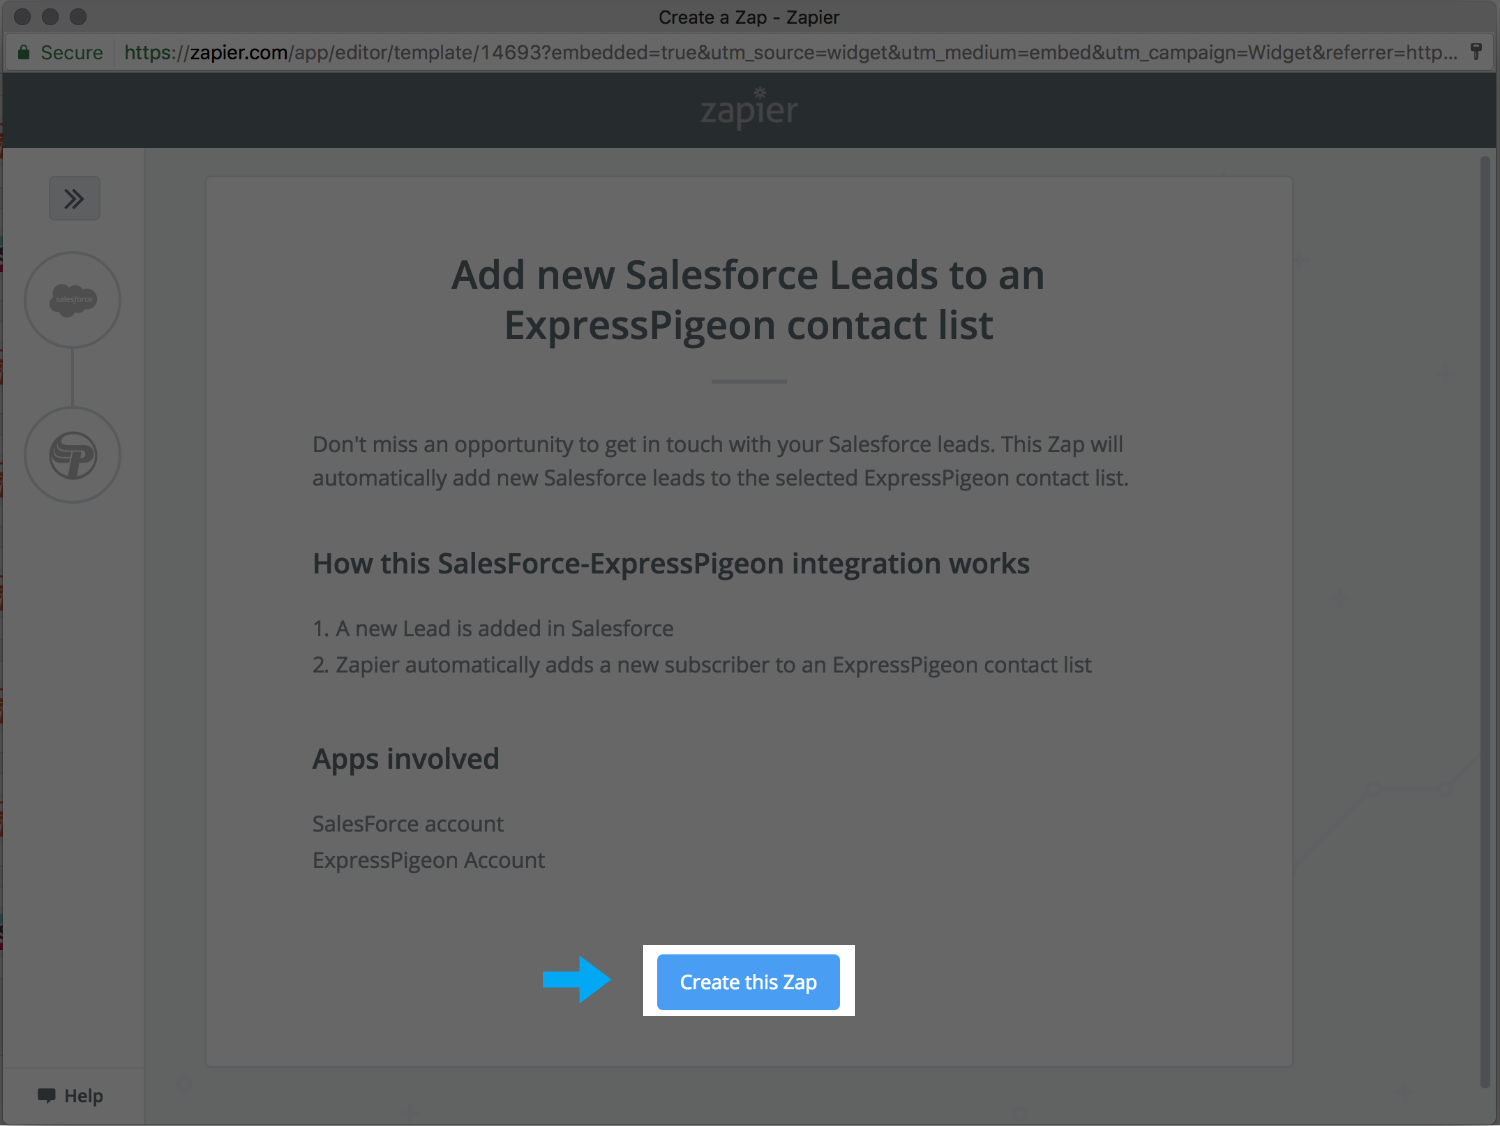 Create a Zap - Zapier
Secure https://zapier.com/app/editor/template/14693?embedded=true&utm_source=widget&utm_medium=embed&utm_campaign=Widget&referrer=http...
zapier
salesforce
Add new Salesforce Leads to an
ExpressPigeon contact list
Don't miss an opportunity to get in touch with your Salesforce leads. This Zap will
automatically add new Salesforce leads to the selected ExpressPigeon contact list.
How this SalesForce-ExpressPigeon integration works
1. A new Lead is added in Salesforce
2. Zapier automatically adds a new subscriber to an ExpressPigeon contact list
Apps involved
SalesForce account
ExpressPigeon Account
Create this Zap
Help